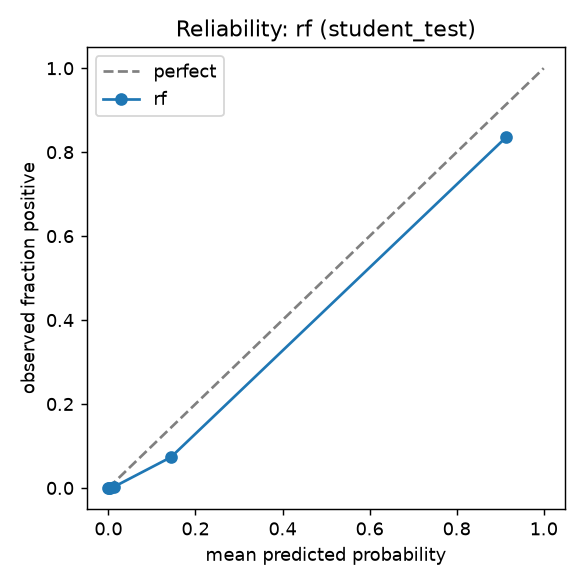 Reliability: rf (student_test)
perfect
rf
observed fraction positive
1.0
0.8
0.6
0.4
0.2
0.0
0.0 0.2 0.4 0.6 0.8 1.0
mean predicted probability